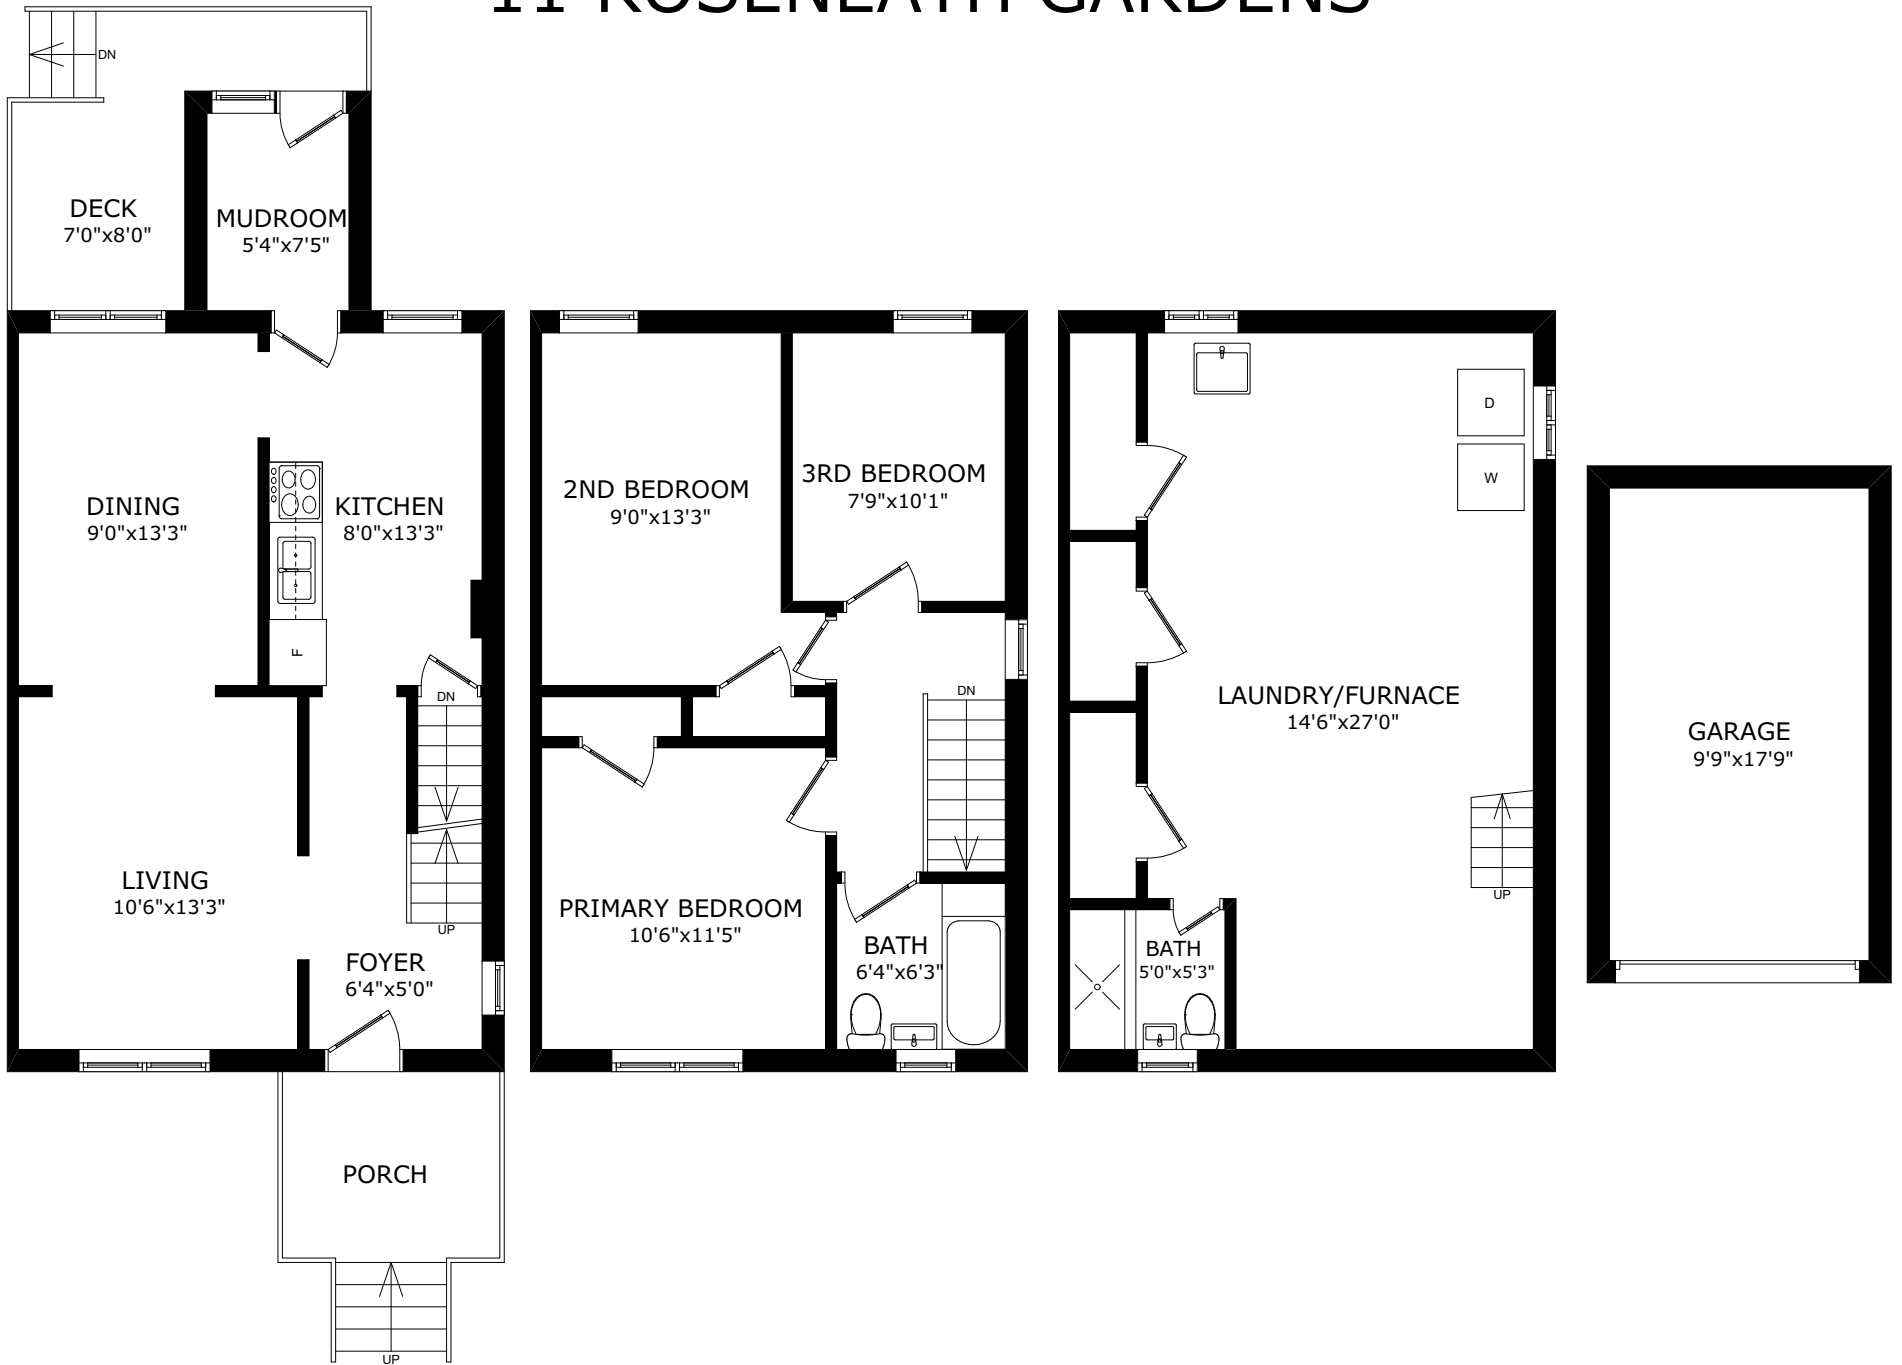 11 ROSENEATH GARDENS
DN
DECK
7'0"x8'0"
MUDROOM
5'4"x7'5"
DINING
9'0"x13'3"
KITCHEN
8'0"x13'3"
F
DN
LIVING
10'6"x13'3"
UP
FOYER
6'4"x5'0"
PORCH
UP
2ND BEDROOM
9'0"x13'3"
3RD BEDROOM
7'9"x10'1"
DN
PRIMARY BEDROOM
10'6"x11'5"
BATH
6'4"x6'3"
D
W
LAUNDRY/FURNACE
14'6"x27'0"
UP
BATH
5'0"x5'3"
GARAGE
9'9"x17'9"